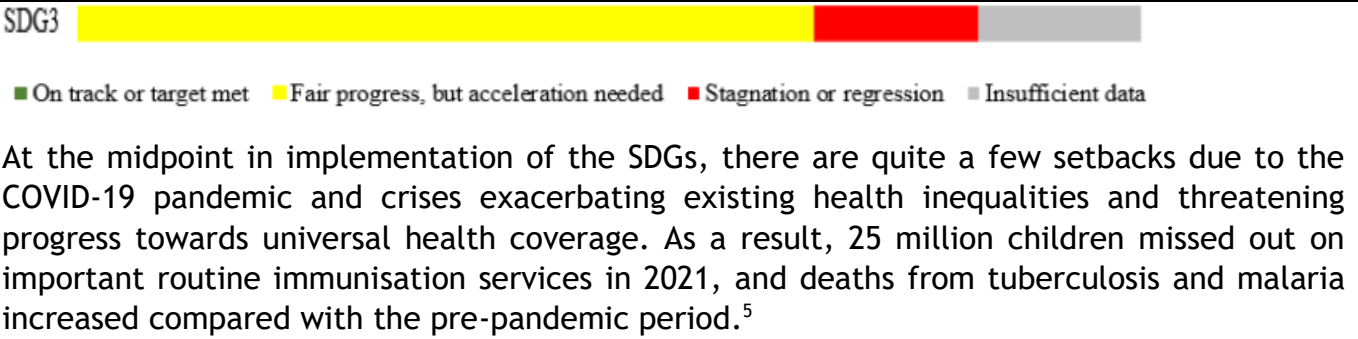 SDG3
On track or target met Fair progress, but acceleration needed Stagnation or regression Insufficient data
At the midpoint in implementation of the SDGs, there are quite a few setbacks due to the
COVID-19 pandemic and crises exacerbating existing health inequalities and threatening
progress towards universal health coverage. As a result, 25 million children missed out on
important routine immunisation services in 2021, and deaths from tuberculosis and malaria
increased compared with the pre-pandemic period.⁵